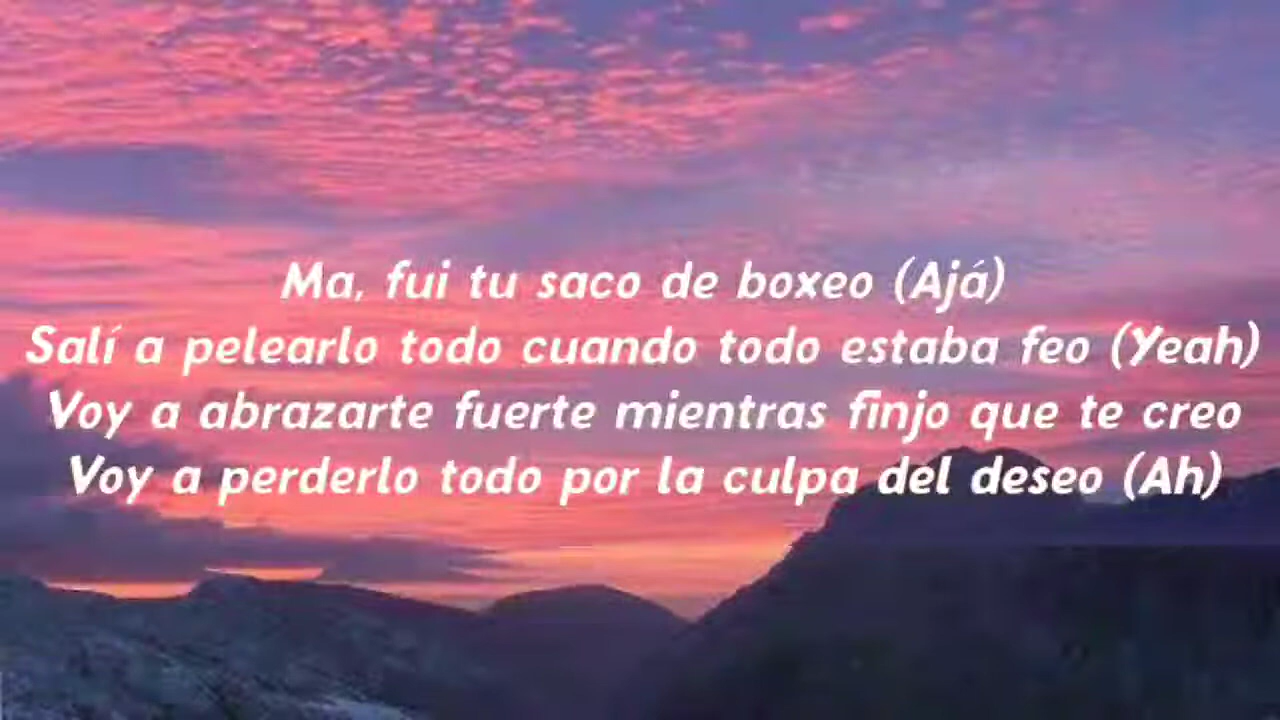 Ma, fui tu saco de boxeo (Ajá)
Salí a pelearlo todo cuando todo estaba feo (Yeah)
Voy a abrazarte fuerte mientras finjo que te creo
Voy a perderlo todo por la culpa del deseo (Ah)